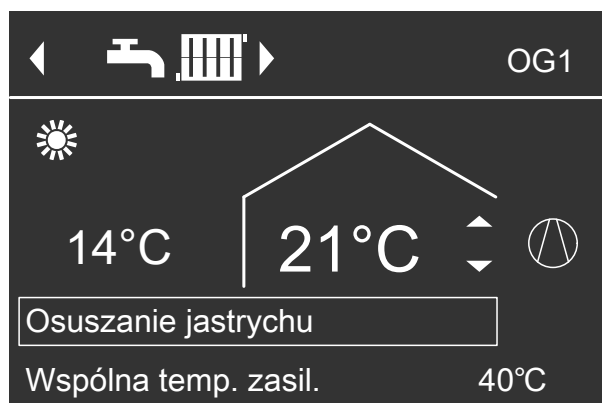 OG1
14°C 21°C
Osuszanie jastrychu
Wspólna temp. zasil. 40°C